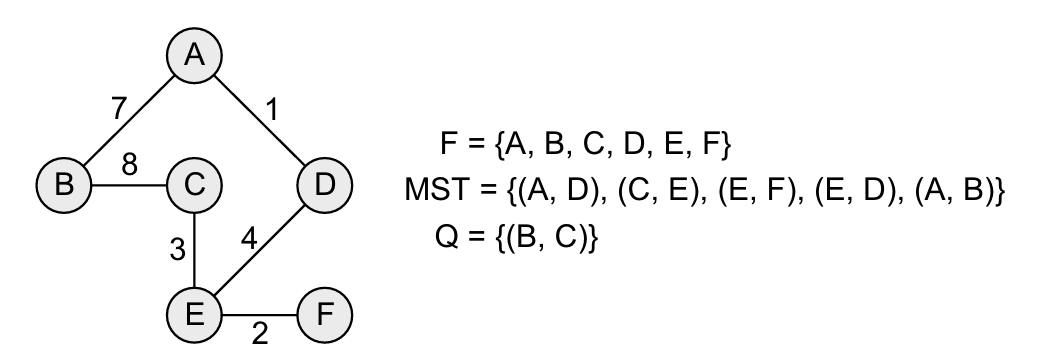 A
7
1
B
8
C
D
3
4
E
2
F
F = {A, B, C, D, E, F}
MST = {(A, D), (C, E), (E, F), (E, D), (A, B)}
Q = {(B, C)}